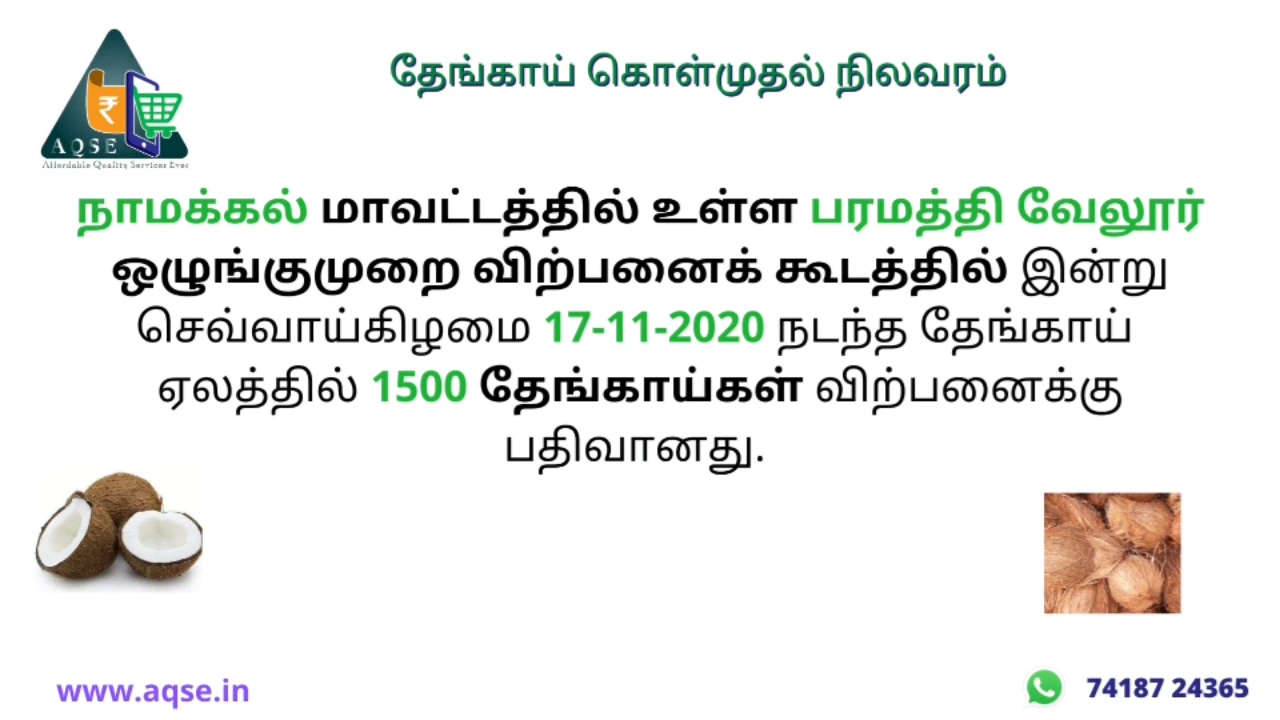 தேங்காய் கொள்முதல் நிலவரம்
₹
AQSE
Affordable Quality Services Ever
நாமக்கல் மாவட்டத்தில் உள்ள பரமத்தி வேலூர்
ஒழுங்குமுறை விற்பனைக் கூடத்தில் இன்று
செவ்வாய்கிழமை 17-11-2020 நடந்த தேங்காய்
ஏலத்தில் 1500 தேங்காய்கள் விற்பனைக்கு
பதிவானது.
www.aqse.in
74187 24365